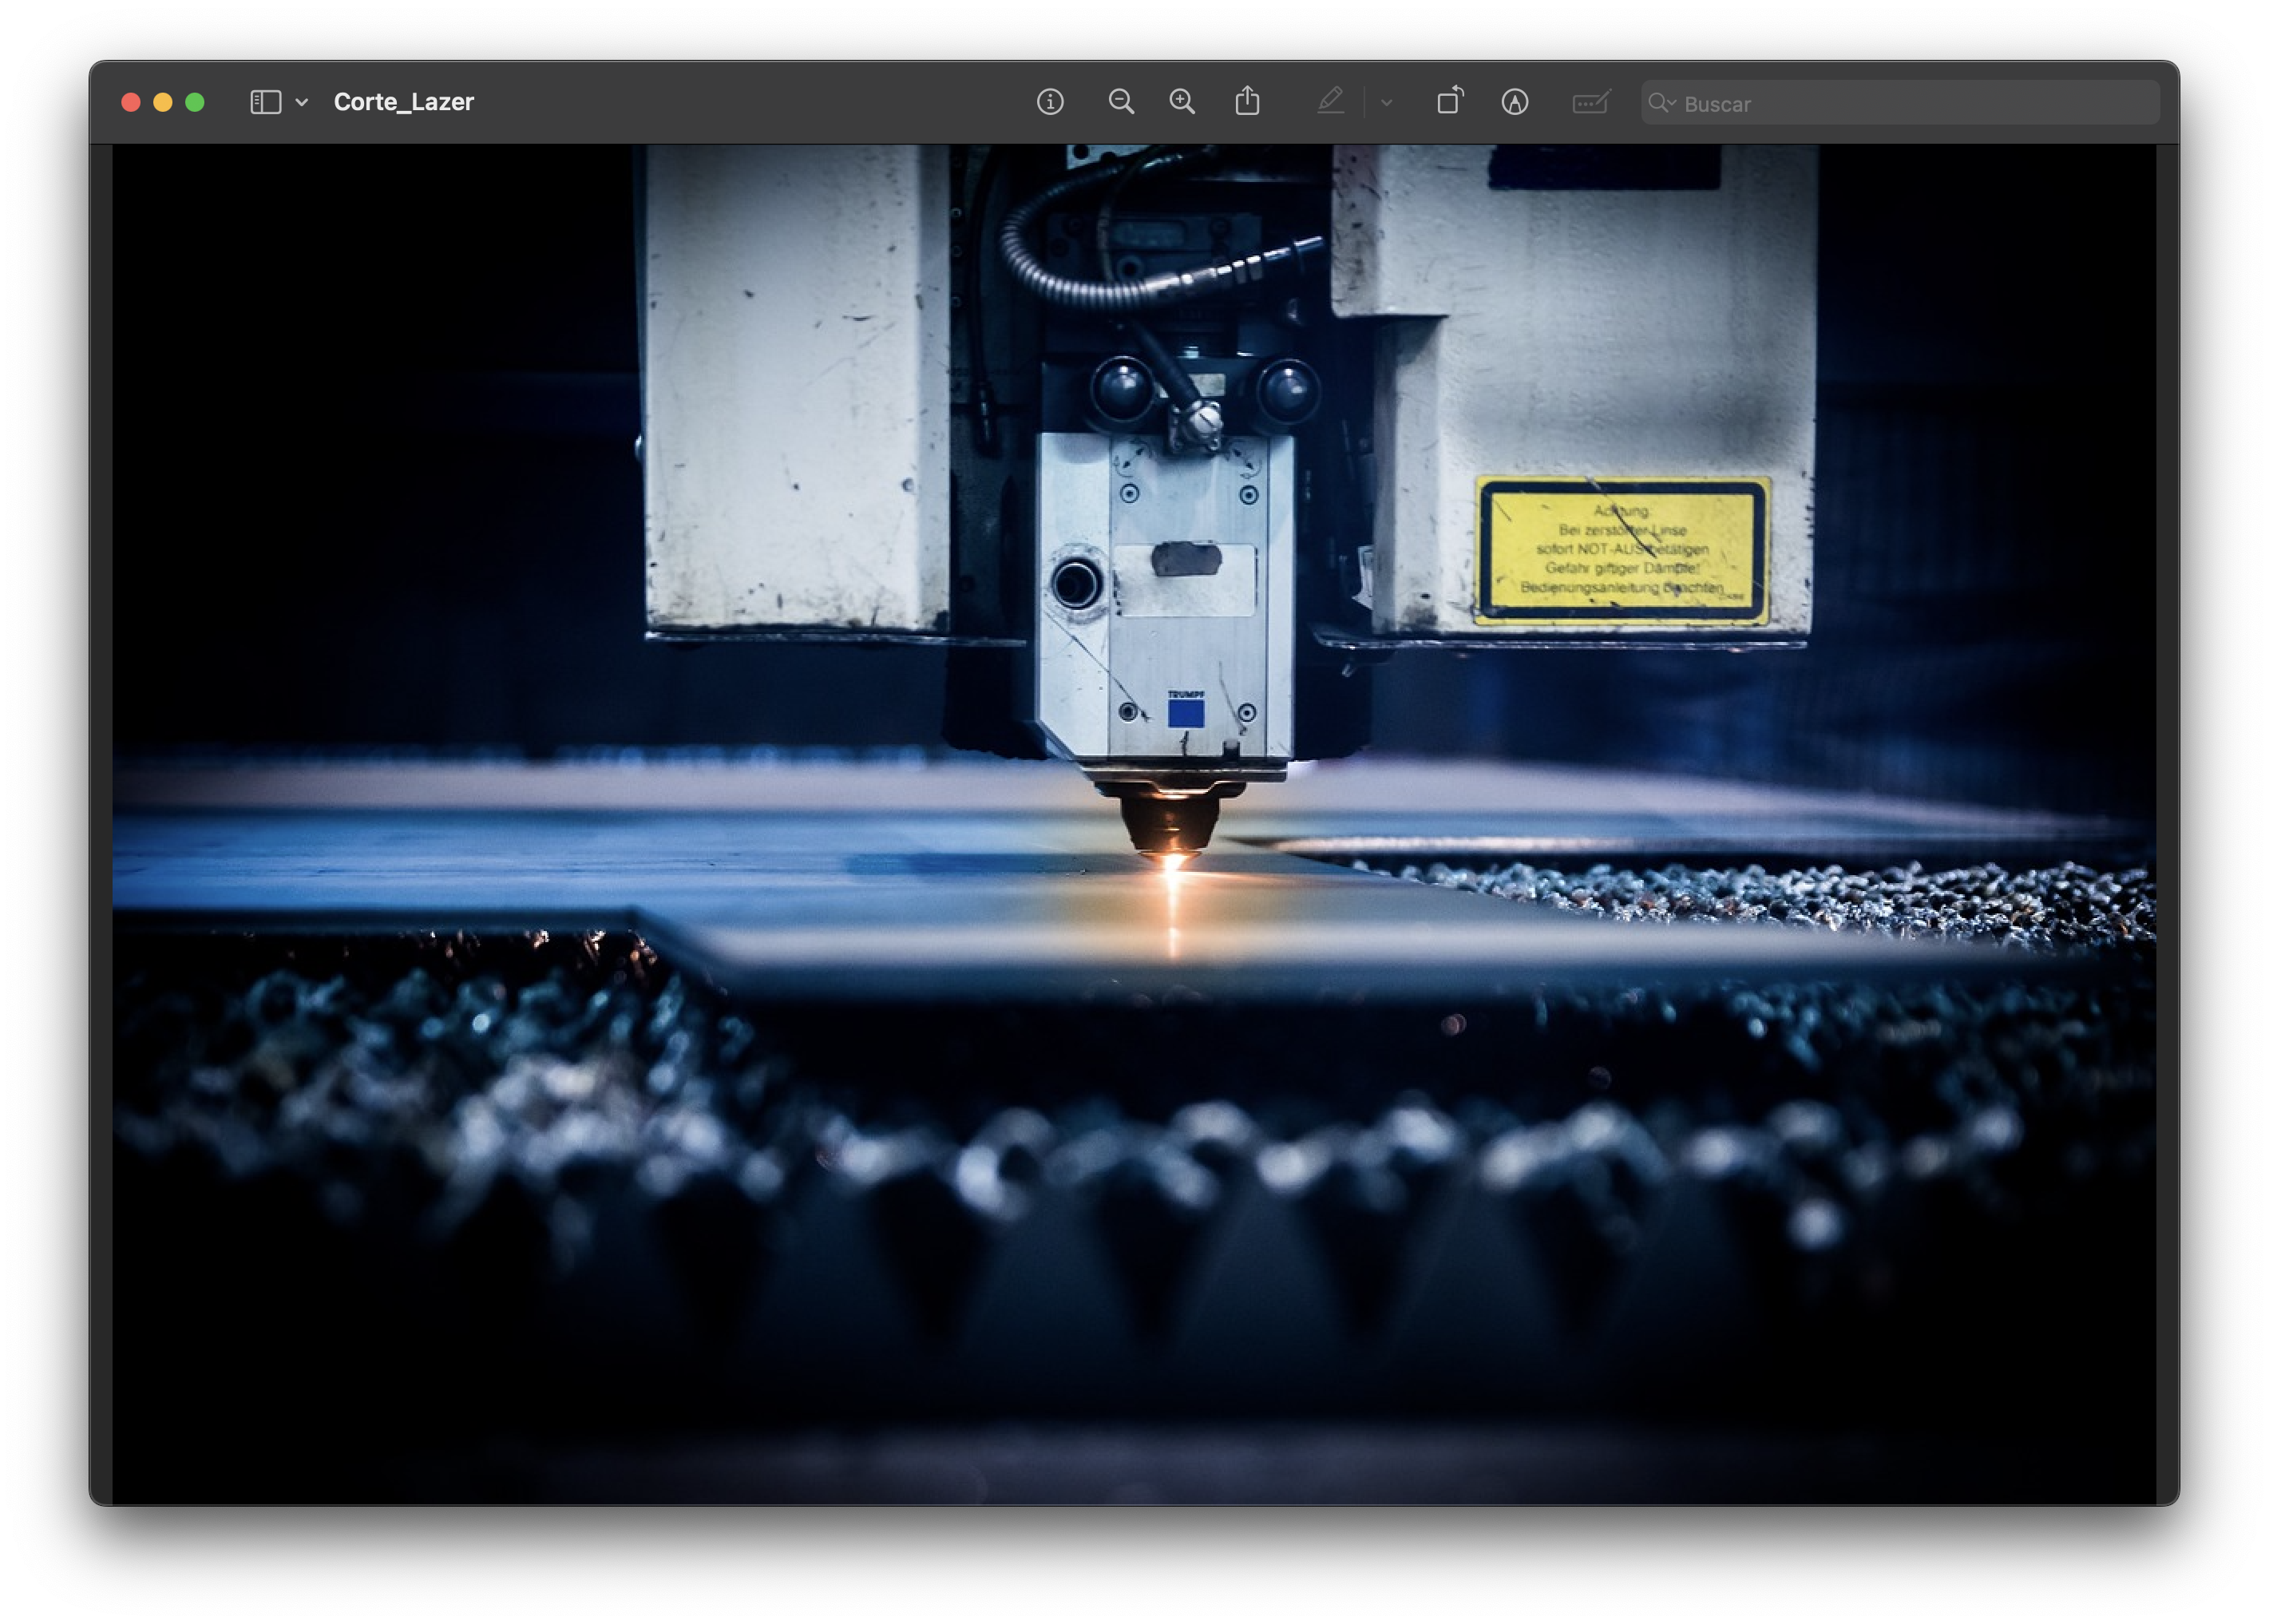 Corte_Lazer
Buscar
Achtung:
Bei zerstörter Linse
sofort NOT-AUS betätigen
Gefahr giftiger Dämpfe!
Bedienungsanleitung beachten
TRUMPF